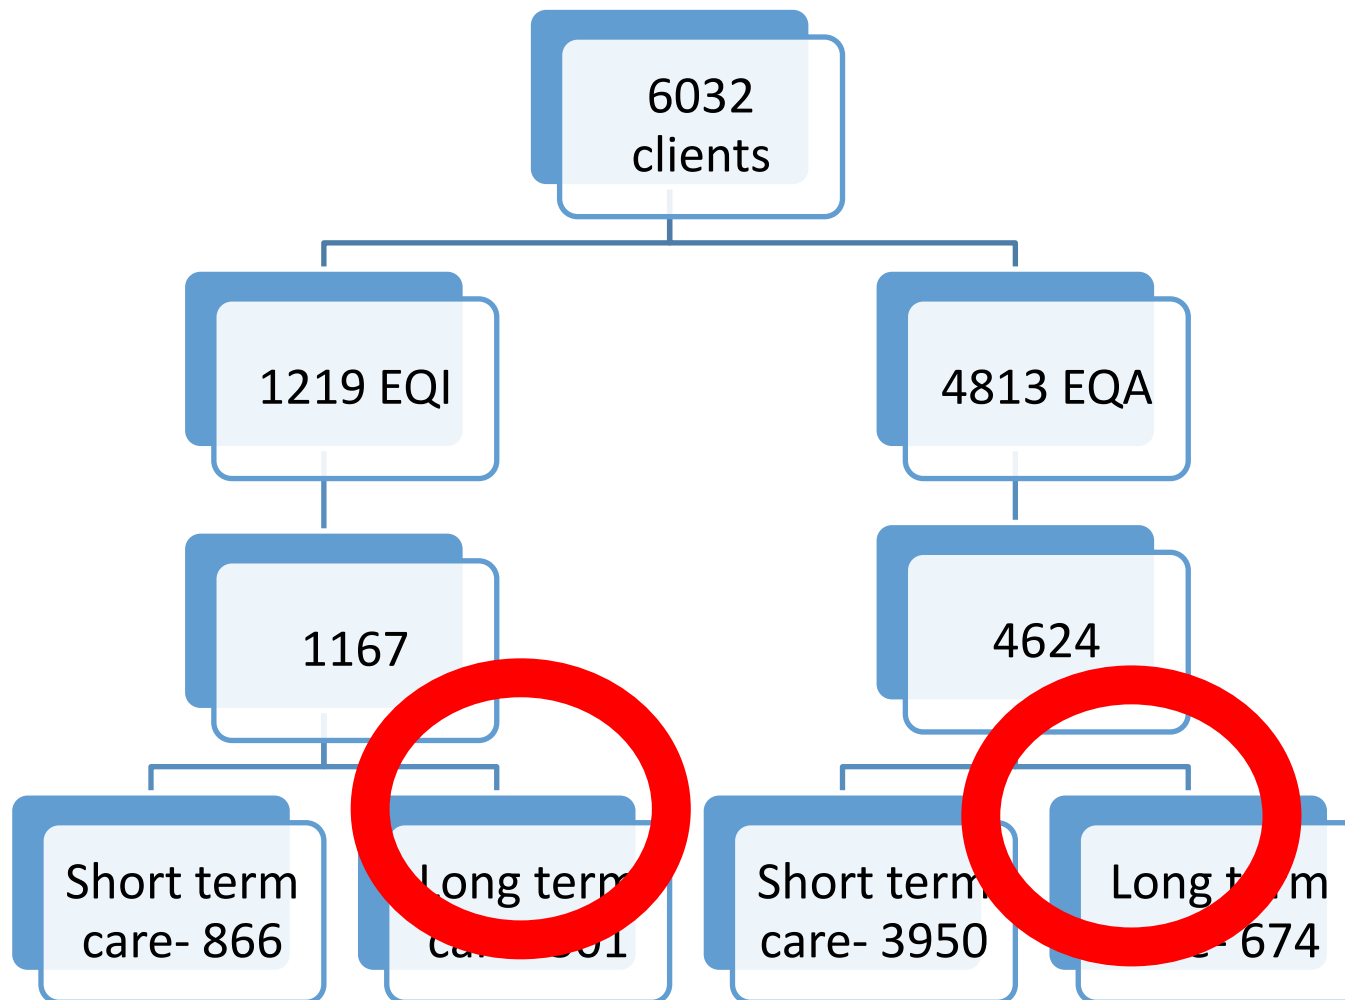 6032
clients
1219 EQI
4813 EQA
1167
4624
Short term
care- 866
Long term
Short term
care- 3950
Long term
674